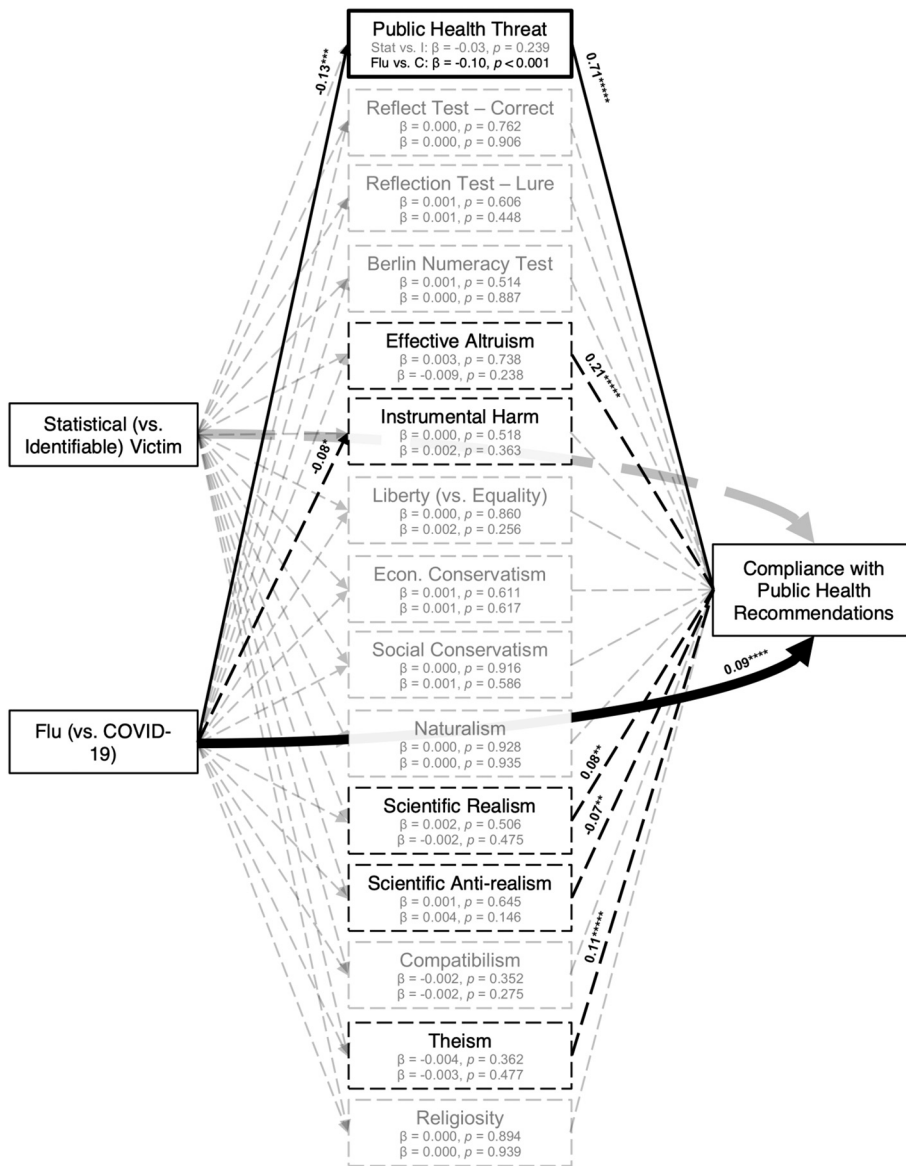 Public Health Threat
Stat vs. I: β = -0.03, p = 0.239
Flu vs. C: β = -0.10, p < 0.001
-0.13***
0.71*****
Reflect Test – Correct
β = 0.000, p = 0.762
β = 0.000, p = 0.906
Reflection Test – Lure
β = 0.001, p = 0.606
β = 0.001, p = 0.448
Berlin Numeracy Test
β = 0.001, p = 0.514
β = 0.000, p = 0.887
Effective Altruism
β = 0.003, p = 0.738
β = -0.009, p = 0.238
0.21*****
Statistical (vs.
Identifiable) Victim
Instrumental Harm
β = 0.000, p = 0.518
β = 0.002, p = 0.363
-0.08*
Liberty (vs. Equality)
β = 0.000, p = 0.860
β = 0.002, p = 0.256
Econ. Conservatism
β = 0.001, p = 0.611
β = 0.001, p = 0.617
Compliance with
Public Health
Recommendations
Social Conservatism
β = 0.000, p = 0.916
β = 0.001, p = 0.586
0.09****
Flu (vs. COVID-
19)
Naturalism
β = 0.000, p = 0.928
β = 0.000, p = 0.935
0.08**
Scientific Realism
β = 0.002, p = 0.506
β = -0.002, p = 0.475
-0.07**
Scientific Anti-realism
β = 0.001, p = 0.645
β = 0.004, p = 0.146
0.11*****
Compatibilism
β = -0.002, p = 0.352
β = -0.002, p = 0.275
Theism
β = -0.004, p = 0.362
β = -0.003, p = 0.477
Religiosity
β = 0.000, p = 0.894
β = 0.000, p = 0.939